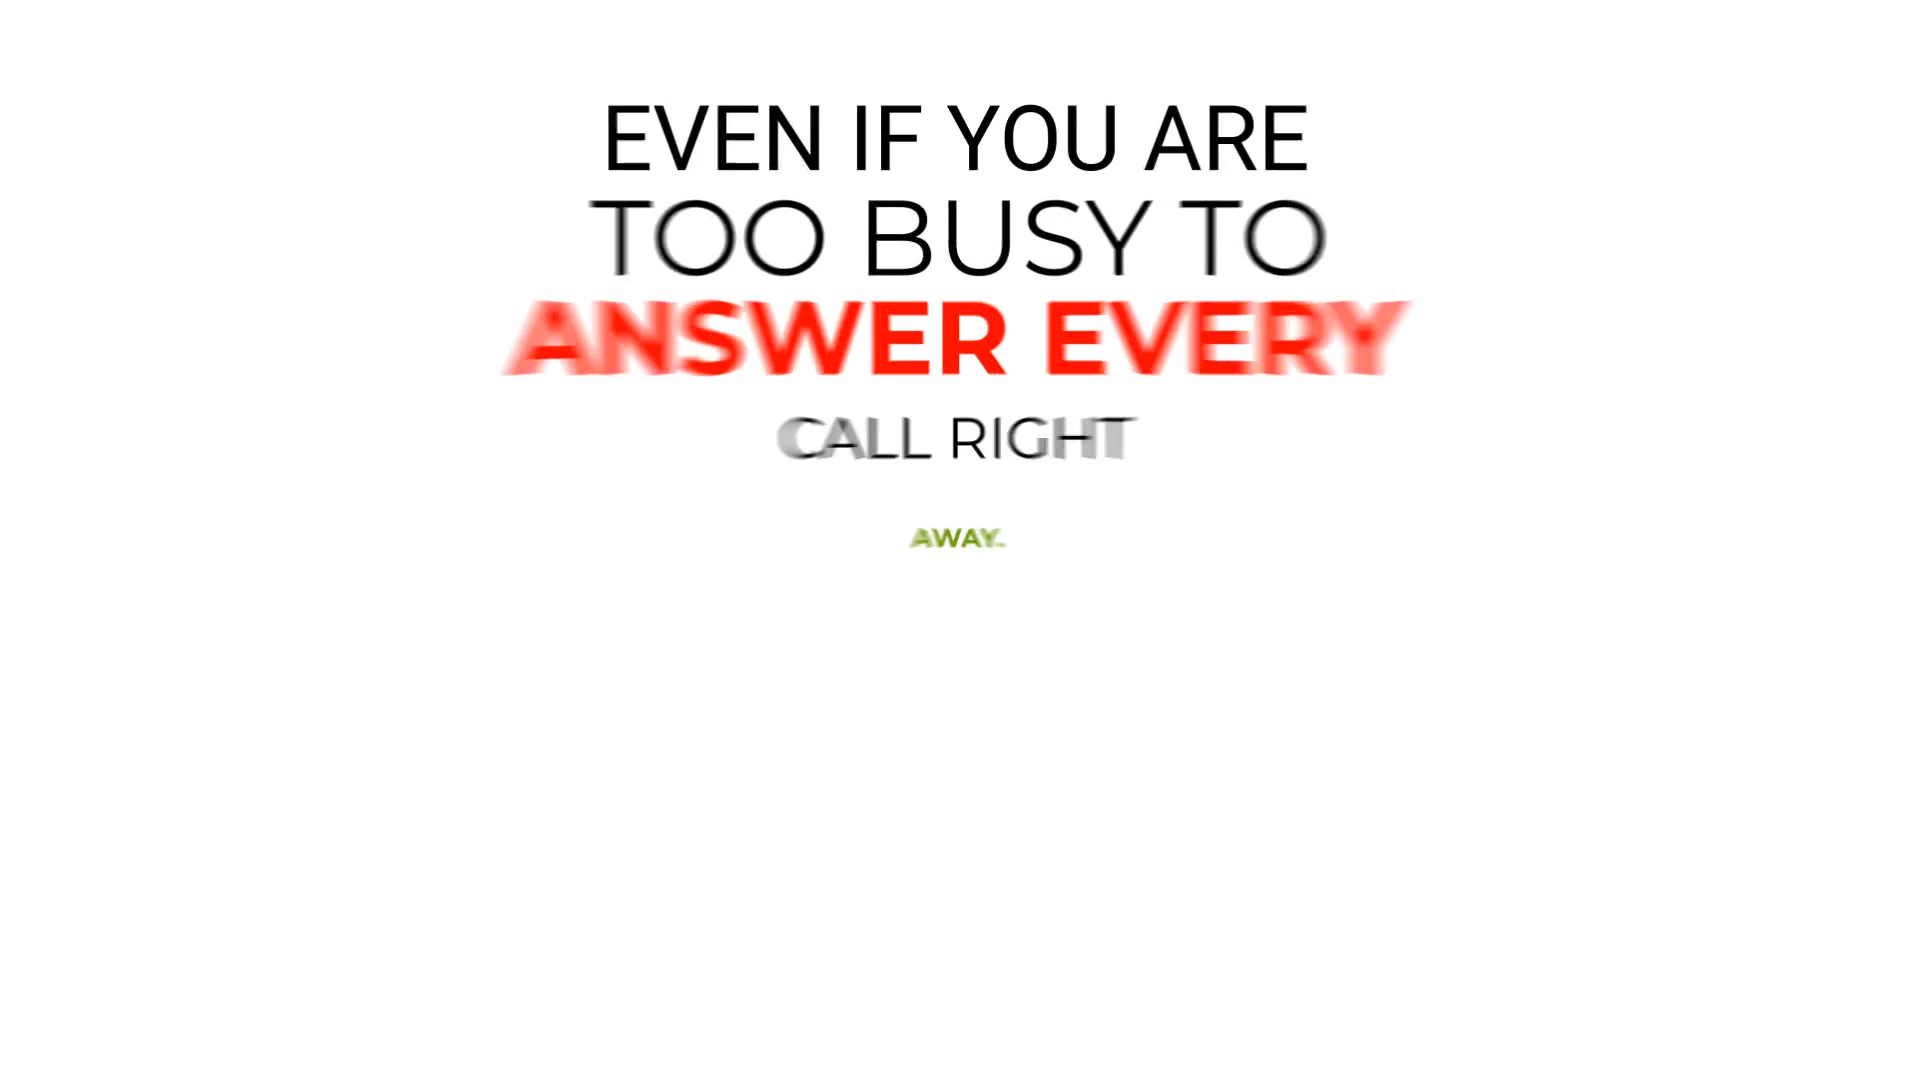 EVEN IF YOU ARE
TOO BUSY TO
ANSWER EVERY
CALL RIGHT
AWAY.